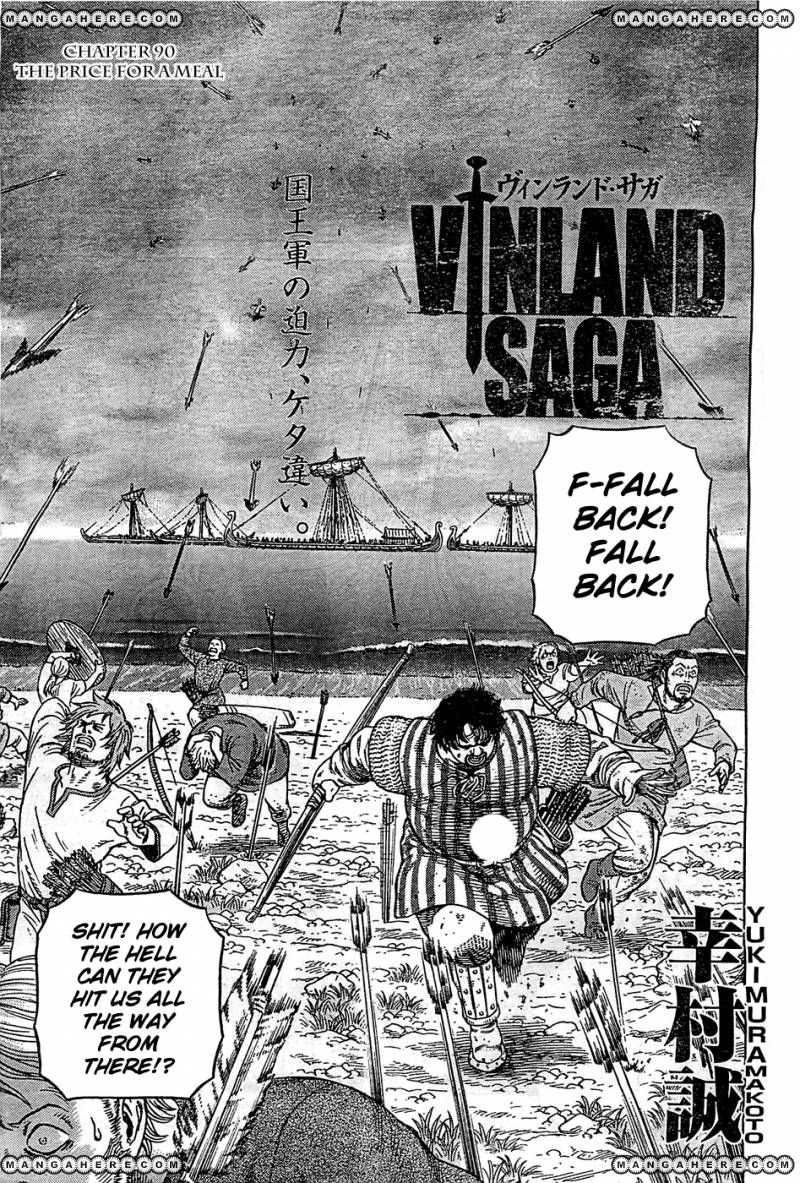 MANGAHERE.COM
MANGAHERE.COM
CHAPTER 90
THE PRICE FOR A MEAL
ヴィンランド・サガ
VINLAND
SAGA
国王軍の迫力、ケタ違い。
F-FALL
BACK!
FALL
BACK!
SHIT! HOW
THE HELL
CAN THEY
HIT US ALL
THE WAY
FROM
THERE!?
幸村誠
YUKIMURA MAKOTO
MANGAHERE.COM
MANGAHERE.COM